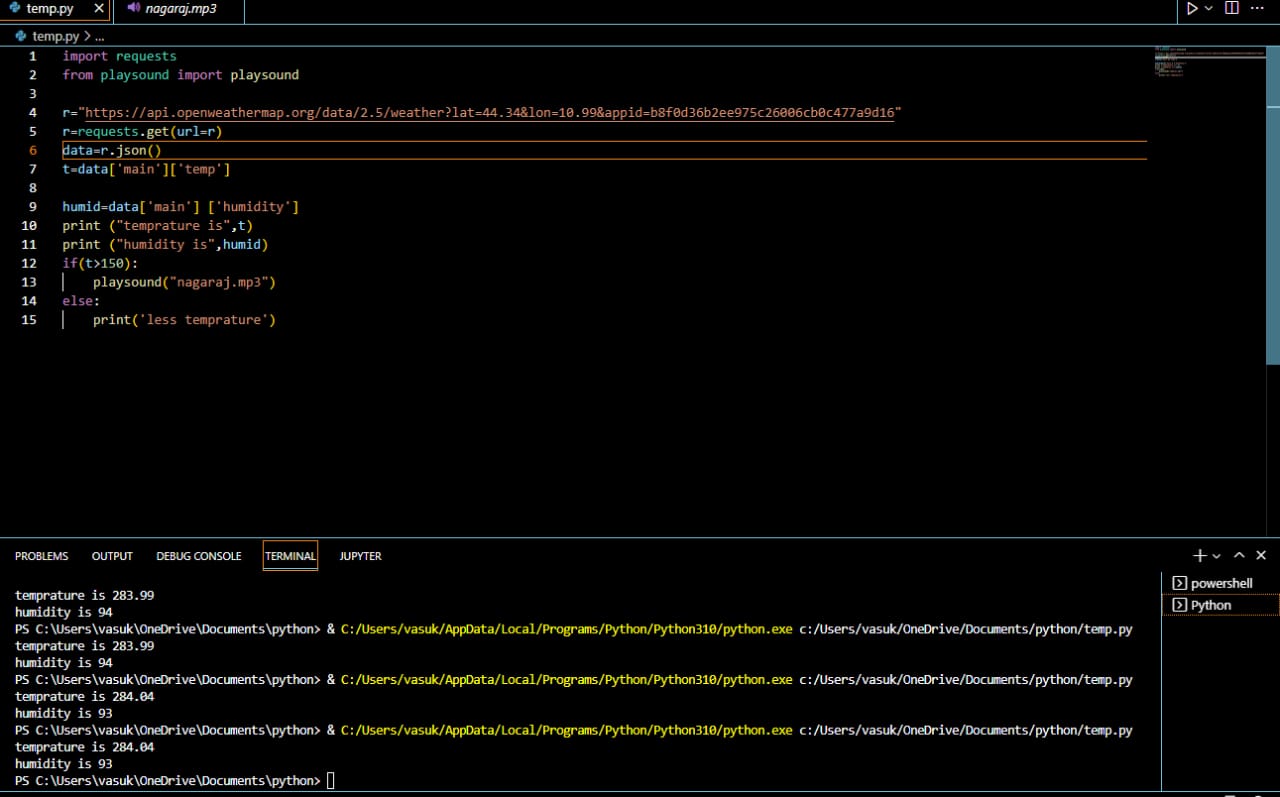 temp.py
nagaraj.mp3
temp.py > ...
1 import requests
2 from playsound import playsound
3
4 r="https://api.openweathermap.org/data/2.5/weather?lat=44.34&lon=10.99&appid=b8f0d36b2ee975c26006cb0c477a9d16"
5 r=requests.get(url=r)
6 data=r.json()
7 t=data['main']['temp']
8
9 humid=data['main'] ['humidity']
10 print ("temprature is",t)
11 print ("humidity is",humid)
12 if(t>150):
13     playsound("nagaraj.mp3")
14 else:
15     print('less temprature')
PROBLEMS OUTPUT DEBUG CONSOLE TERMINAL JUPYTER
temprature is 283.99
humidity is 94
PS C:\Users\vasuk\OneDrive\Documents\python> & C:/Users/vasuk/AppData/Local/Programs/Python/Python310/python.exe c:/Users/vasuk/OneDrive/Documents/python/temp.py
temprature is 283.99
humidity is 94
PS C:\Users\vasuk\OneDrive\Documents\python> & C:/Users/vasuk/AppData/Local/Programs/Python/Python310/python.exe c:/Users/vasuk/OneDrive/Documents/python/temp.py
temprature is 284.04
humidity is 93
PS C:\Users\vasuk\OneDrive\Documents\python> & C:/Users/vasuk/AppData/Local/Programs/Python/Python310/python.exe c:/Users/vasuk/OneDrive/Documents/python/temp.py
temprature is 284.04
humidity is 93
PS C:\Users\vasuk\OneDrive\Documents\python>
powershell
Python